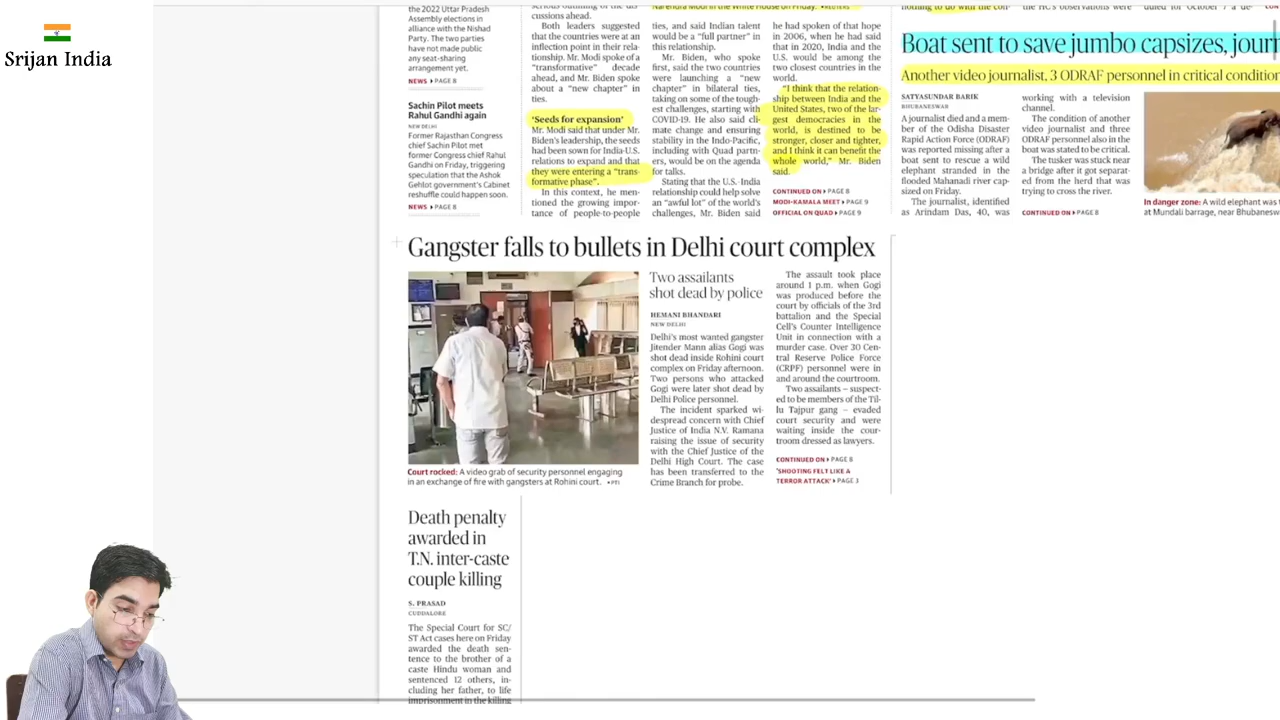 Srijan India
the 2022 Uttar Pradesh
Assembly elections in
alliance with the Nishad
Party. The two parties
have not made public
any seat-sharing
arrangement yet.
NEWS ▸ PAGE 8
Sachin Pilot meets
Rahul Gandhi again
NEW DELHI
Former Rajasthan Congress
chief Sachin Pilot met
former Congress chief Rahul
Gandhi on Friday, triggering
speculation that the Ashok
Gehlot government's Cabinet
reshuffle could happen soon.
NEWS ▸ PAGE 8
cussions ahead.
Both leaders suggested
that the countries were at an
inflection point in their rela-
tionship. Mr. Modi spoke of a
“transformative” decade
ahead, and Mr. Biden spoke
about a “new chapter” in
ties.
‘Seeds for expansion’
Mr. Modi said that under Mr.
Biden's leadership, the seeds
had been sown for India-U.S.
relations to expand and that
they were entering a “trans-
formative phase”.
In this context, he men-
tioned the growing impor-
tance of people-to-people
ties, and said Indian talent
would be a “full partner” in
this relationship.
Mr. Biden, who spoke
first, said the two countries
were launching a “new
chapter” in bilateral ties,
taking on some of the tough-
est challenges, starting with
COVID-19. He also said cli-
mate change and ensuring
stability in the Indo-Pacific,
including with Quad partn-
ers, would be on the agenda
for talks.
Stating that the U.S.-India
relationship could help solve
an “awful lot” of the world's
challenges, Mr. Biden said
he had spoken of that hope
in 2006, when he had said
that in 2020, India and the
U.S. would be among the
two closest countries in the
world.
“I think that the relation-
ship between India and the
United States, two of the lar-
gest democracies in the
world, is destined to be
stronger, closer and tighter,
and I think it can benefit the
whole world,” Mr. Biden
said.
CONTINUED ON ▸ PAGE 8
MODI-KAMALA MEET ▸ PAGE 9
OFFICIAL ON QUAD ▸ PAGE 9
Boat sent to save jumbo capsizes, jour
Another video journalist, 3 ODRAF personnel in critical condition
SATYASUNDAR BARIK
BHUBANESWAR
A journalist died and a mem-
ber of the Odisha Disaster
Rapid Action Force (ODRAF)
was reported missing after a
boat sent to rescue a wild
elephant stranded in the
flooded Mahanadi river cap-
sized on Friday.
The journalist, identified
as Arindam Das, 40, was
working with a television
channel.
The condition of another
video journalist and three
ODRAF personnel also in the
boat was stated to be critical.
The tusker was stuck near
a bridge after it got separat-
ed from the herd that was
trying to cross the river.
CONTINUED ON ▸ PAGE 8
In danger zone: A wild elephant was
at Mundali barrage, near Bhubane
Gangster falls to bullets in Delhi court complex
Court rocked: A video grab of security personnel engaging
in an exchange of fire with gangsters at Rohini court. • PTI
Two assailants
shot dead by police
HEMANI BHANDARI
NEW DELHI
Delhi's most wanted gangster
Jitender Mann alias Gogi was
shot dead inside Rohini court
complex on Friday afternoon.
Two persons who attacked
Gogi were later shot dead by
Delhi Police personnel.
The incident sparked wi-
despread concern with Chief
Justice of India N.V. Ramana
raising the issue of security
with the Chief Justice of the
Delhi High Court. The case
has been transferred to the
Crime Branch for probe.
The assault took place
around 1 p.m. when Gogi
was produced before the
court by officials of the 3rd
battalion and the Special
Cell's Counter Intelligence
Unit in connection with a
murder case. Over 30 Cen-
tral Reserve Police Force
(CRPF) personnel were in
and around the courtroom.
Two assailants – suspect-
ed to be members of the Til-
lu Tajpur gang – evaded
court security and were
waiting inside the cour-
troom dressed as lawyers.
CONTINUED ON ▸ PAGE 8
‘SHOOTING FELT LIKE A
TERROR ATTACK’ ▸ PAGE 3
Death penalty
awarded in
T.N. inter-caste
couple killing
S. PRASAD
CUDDALORE
The Special Court for SC/
ST Act cases here on Friday
awarded the death sen-
tence to the brother of a
caste Hindu woman and
sentenced 12 others, in-
cluding her father, to life
imprisonment in the killing